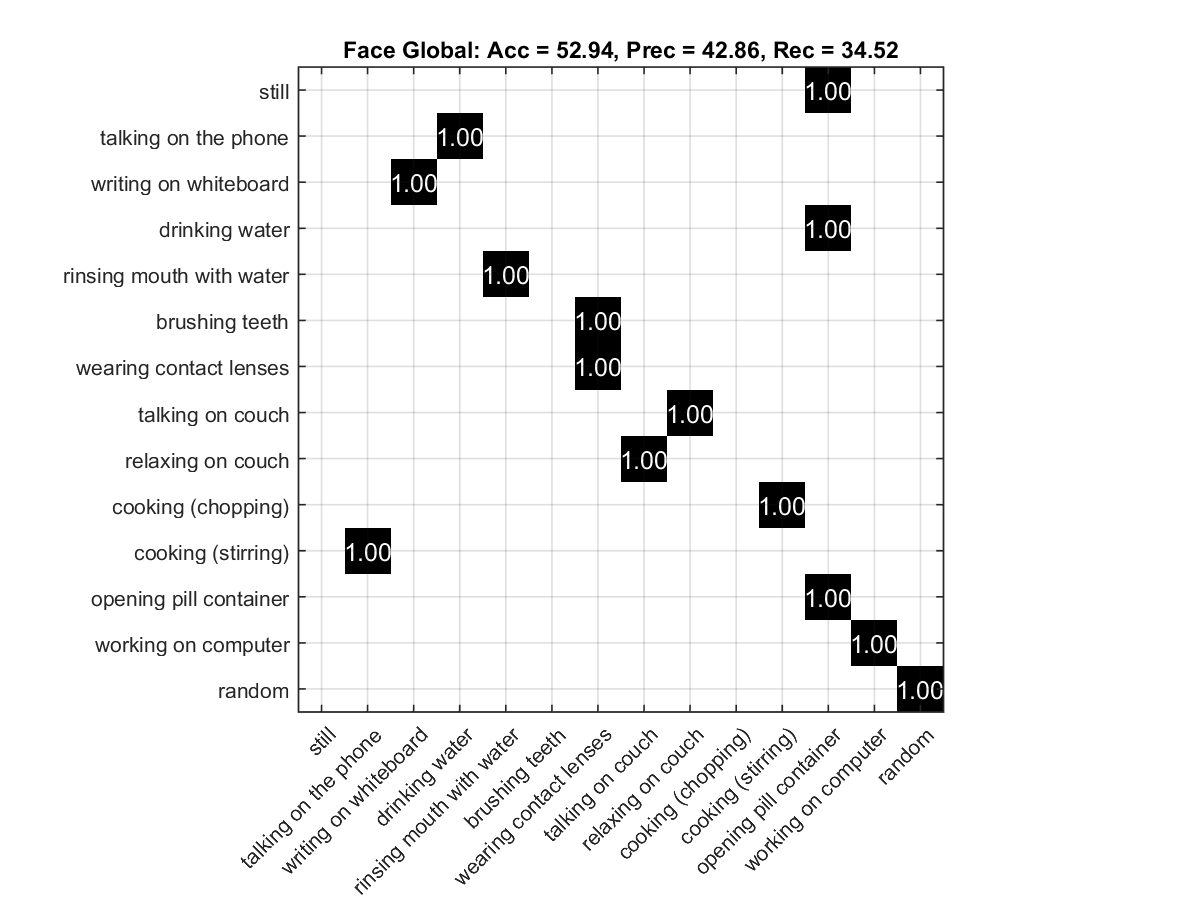 Face Global: Acc = 52.94, Prec = 42.86, Rec = 34.52
still 1.00
talking on the phone 1.00
writing on whiteboard 1.00
drinking water 1.00
rinsing mouth with water 1.00
brushing teeth 1.00
wearing contact lenses 1.00
talking on couch 1.00
relaxing on couch 1.00
cooking (chopping) 1.00
cooking (stirring) 1.00
opening pill container 1.00
working on computer 1.00
random 1.00
still
talking on the phone
writing on whiteboard
drinking water
rinsing mouth with water
brushing teeth
wearing contact lenses
talking on couch
relaxing on couch
cooking (chopping)
cooking (stirring)
opening pill container
working on computer
random